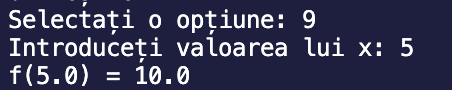 Selectați o opțiune: 9
Introduceți valoarea lui x: 5
f(5.0) = 10.0